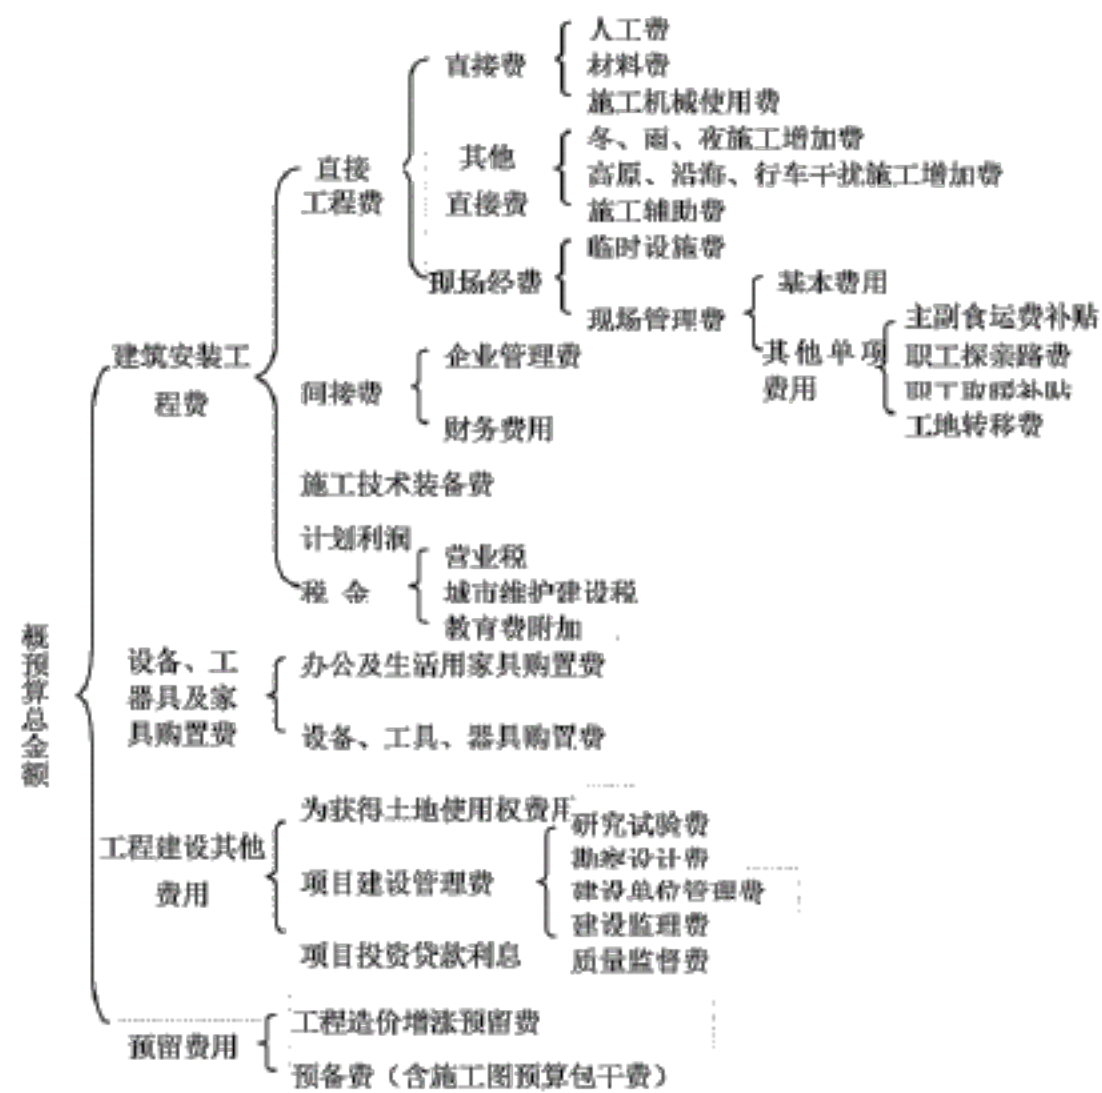 概预算总金额
建筑安装工
程费
直接
工程费
直接费
人工费
材料费
施工机械使用费
其他
直接费
冬、雨、夜施工增加费
高原、沿海、行车干扰施工增加费
施工辅助费
现场经费
临时设施费
现场管理费
基本费用
其他单项
费用
主副食运费补贴
职工探亲路费
职工取暖补贴
工地转移费
间接费
企业管理费
财务费用
施工技术装备费
计划利润
税 金
营业税
城市维护建设税
教育费附加
设备、工
器具及家
具购置费
办公及生活用家具购置费
设备、工具、器具购置费
工程建设其他
费用
为获得土地使用权费用
项目建设管理费
研究试验费
勘察设计费
建设单位管理费
建设监理费
质量监督费
项目投资贷款利息
预留费用
工程造价增涨预留费
预备费（含施工图预算包干费）